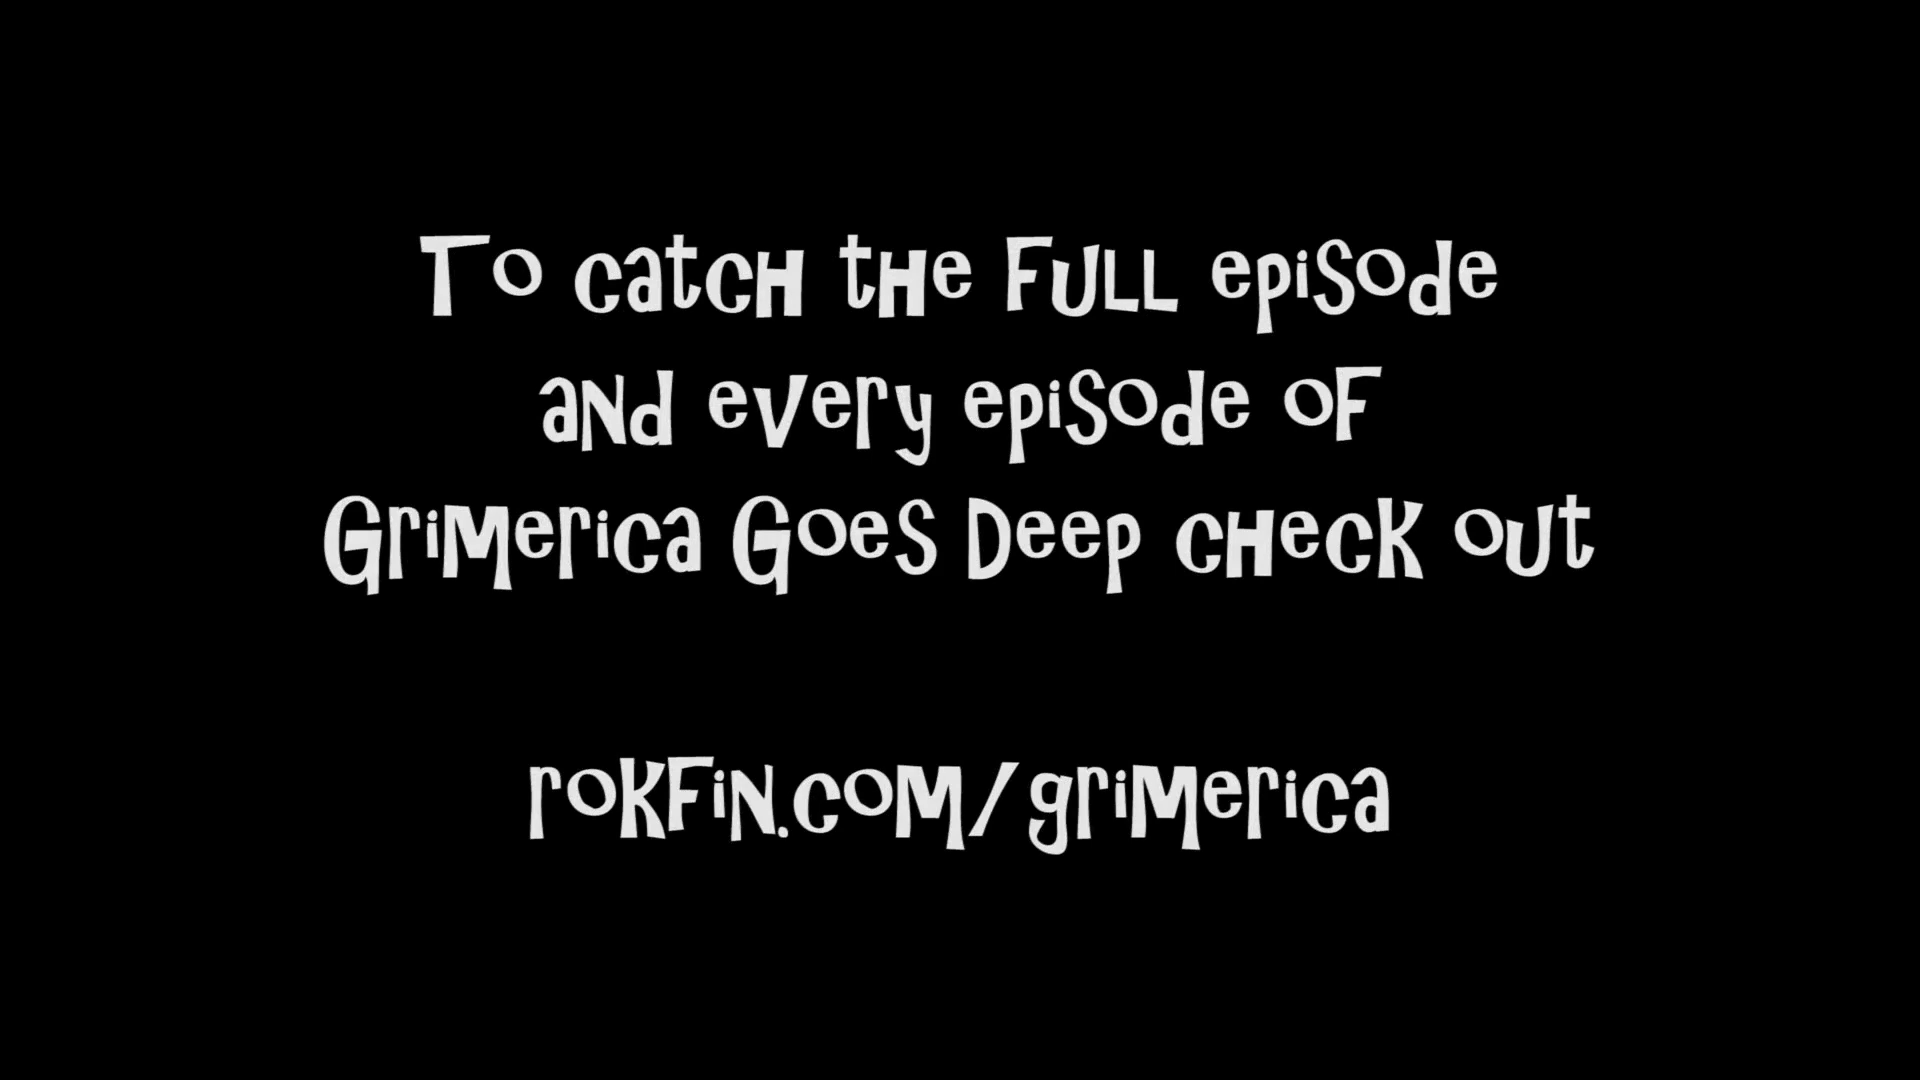 To catch the full episode
and every episode of
Grimerica Goes Deep check out
rokfin.com/grimerica